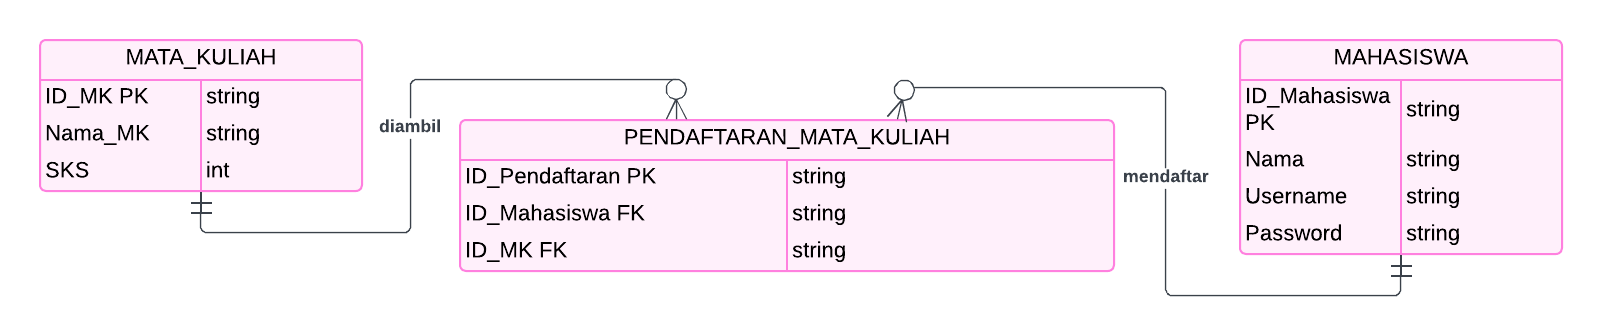 MATA_KULIAH
ID_MK PK string
Nama_MK string
SKS int
diambil
PENDAFTARAN_MATA_KULIAH
ID_Pendaftaran PK string
ID_Mahasiswa FK string
ID_MK FK string
mendaftar
MAHASISWA
ID_Mahasiswa
PK
string
Nama string
Username string
Password string